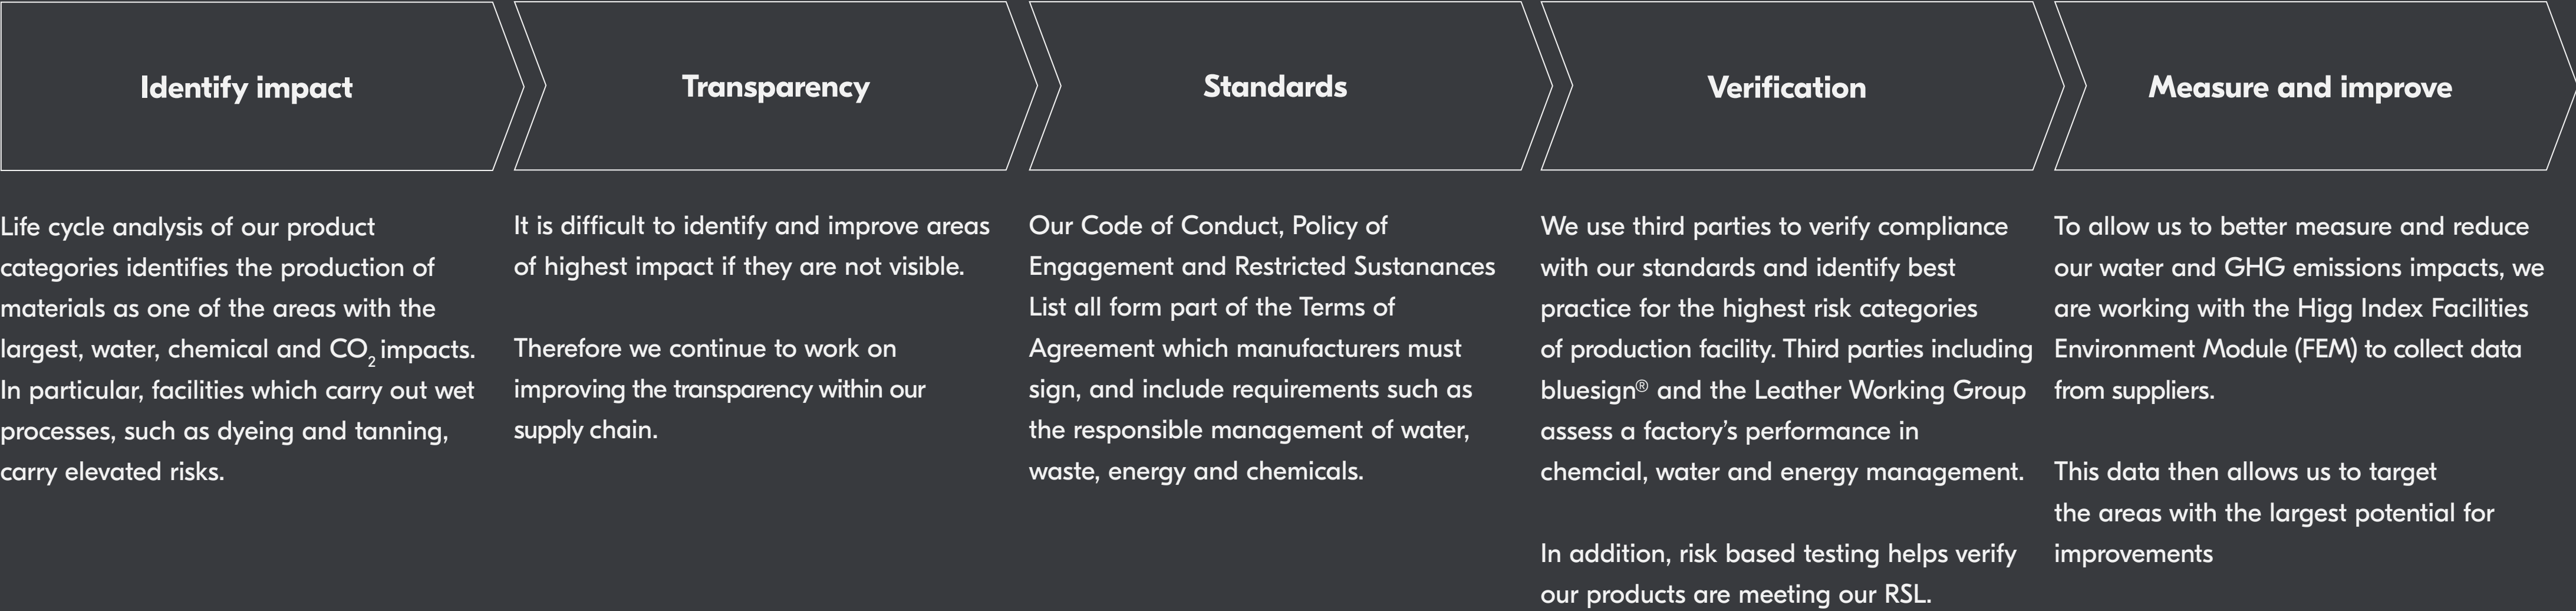 Identify impact
Life cycle analysis of our product
categories identifies the production of
materials as one of the areas with the
largest, water, chemical and CO₂ impacts.
In particular, facilities which carry out wet
processes, such as dyeing and tanning,
carry elevated risks.
Transparency
It is difficult to identify and improve areas
of highest impact if they are not visible.
Therefore we continue to work on
improving the transparency within our
supply chain.
Standards
Our Code of Conduct, Policy of
Engagement and Restricted Sustanances
List all form part of the Terms of
Agreement which manufacturers must
sign, and include requirements such as
the responsible management of water,
waste, energy and chemicals.
Verification
We use third parties to verify compliance
with our standards and identify best
practice for the highest risk categories
of production facility. Third parties including
bluesign® and the Leather Working Group
assess a factory’s performance in
chemcial, water and energy management.
In addition, risk based testing helps verify
our products are meeting our RSL.
Measure and improve
To allow us to better measure and reduce
our water and GHG emissions impacts, we
are working with the Higg Index Facilities
Environment Module (FEM) to collect data
from suppliers.
This data then allows us to target
the areas with the largest potential for
improvements